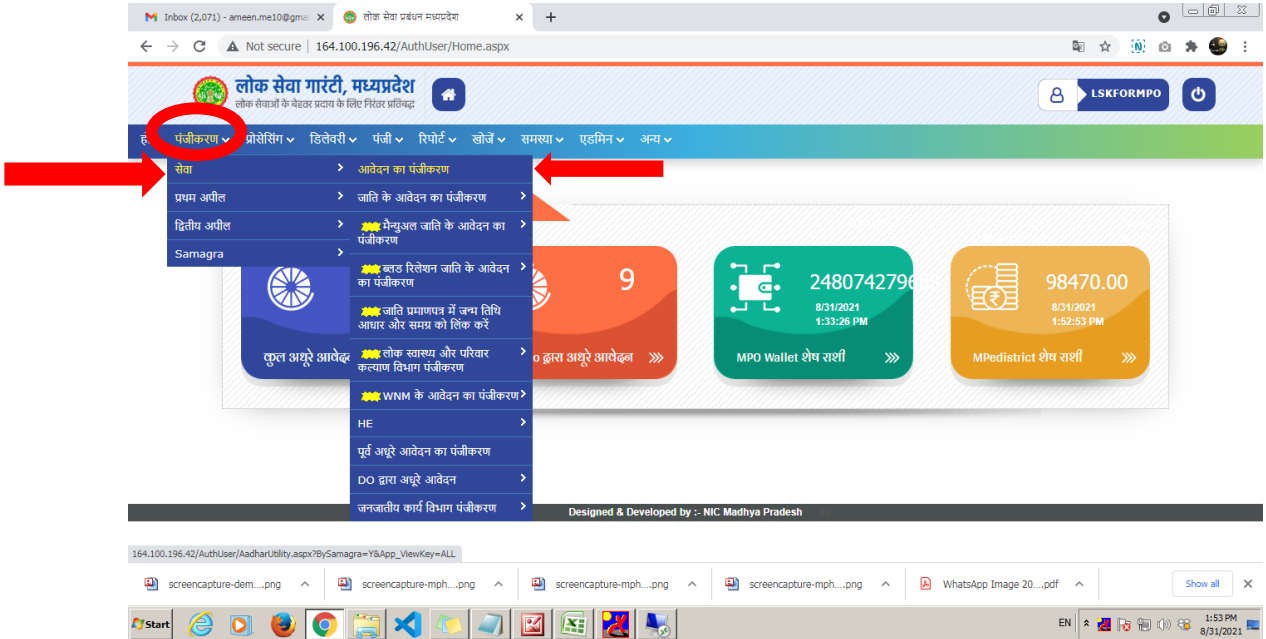 Inbox (2,071) - ameen.me10@gma
लोक सेवा प्रबंधन मध्यप्रदेश
Not secure | 164.100.196.42/AuthUser/Home.aspx
लोक सेवा गारंटी, मध्यप्रदेश
लोक सेवाओं के बेहतर प्रदाय के लिए निरंतर प्रतिबद्ध
LSKFORMPO
पंजीकरण प्रोसेसिंग डिलेवरी पंजी रिपोर्ट खोजें समस्या एडमिन अन्य
सेवा
प्रथम अपील
द्वितीय अपील
Samagra
आवेदन का पंजीकरण
जाति के आवेदन का पंजीकरण
मैन्युअल जाति के आवेदन का
पंजीकरण
ब्लड रिलेशन जाति के आवेदन
का पंजीकरण
जाति प्रमाणपत्र में जन्म तिथि
आधार और समग्र को लिंक करें
लोक स्वास्थ्य और परिवार
कल्याण विभाग पंजीकरण
WNM के आवेदन का पंजीकरण
HE
पूर्व अधूरे आवेदन का पंजीकरण
DO द्वारा अधूरे आवेदन
जनजातीय कार्य विभाग पंजीकरण
कुल अधूरे
9
द्वारा अधूरे आवेदन
2480742796
8/31/2021
1:33:26 PM
MPO Wallet शेष राशी
98470.00
8/31/2021
1:52:53 PM
MPedistrict शेष राशी
Designed & Developed by :- NIC Madhya Pradesh
164.100.196.42/AuthUser/AadharUtility.aspx?BySamagra=Y&App_ViewKey=ALL
screencapture-dem....png
screencapture-mph....png
screencapture-mph....png
screencapture-mph....png
WhatsApp Image 20....pdf
Show all
Start
EN
1:53 PM
8/31/2021